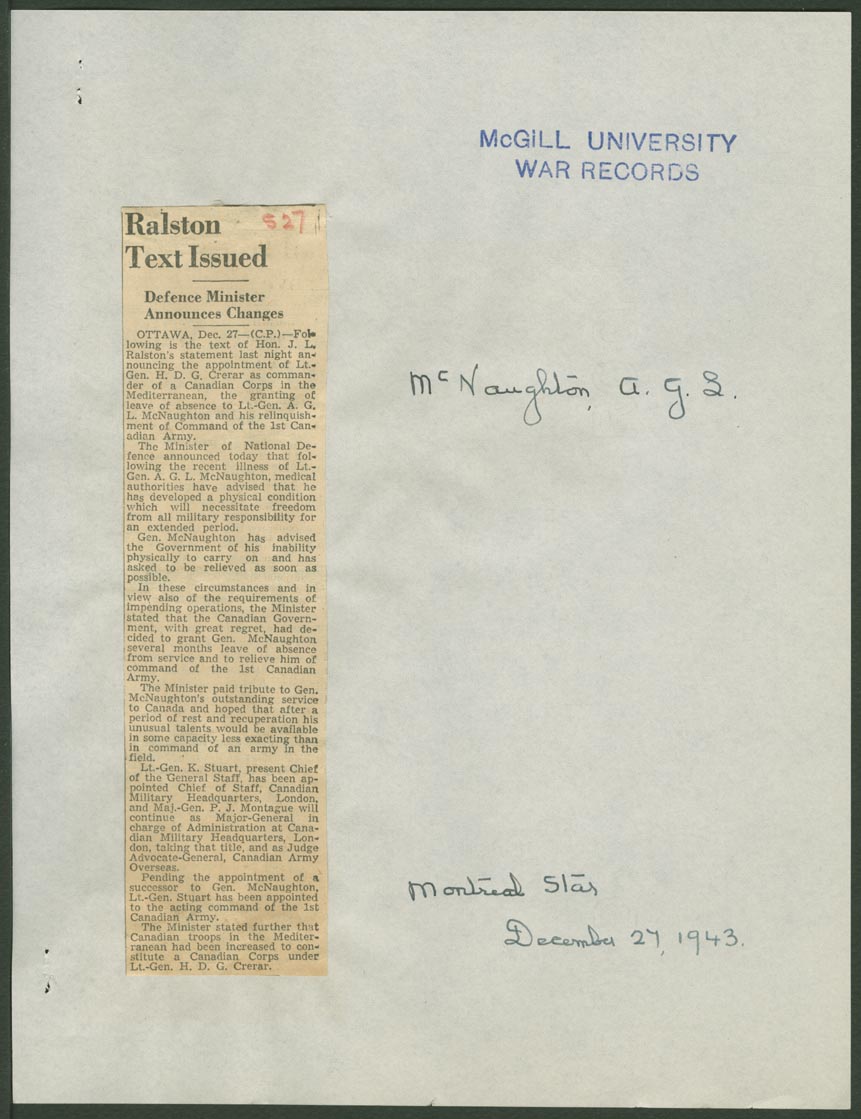 McGILL UNIVERSITY
WAR RECORDS
Ralston
Text Issued
S27
Defence Minister
Announces Changes
OTTAWA, Dec. 27—(C.P.)—Fol-
lowing is the text of Hon. J. L.
Ralston's statement last night an-
nouncing the appointment of Lt.-
Gen. H. D. G. Crerar as comman-
der of a Canadian Corps in the
Mediterranean, the granting of
leave of absence to Lt.-Gen. A. G.
L. McNaughton and his relinquish-
ment of Command of the 1st Can-
adian Army.
The Minister of National De-
fence announced today that fol-
lowing the recent illness of Lt.-
Gen. A. G. L. McNaughton, medical
authorities have advised that he
has developed a physical condition
which will necessitate freedom
from all military responsibility for
an extended period.
Gen. McNaughton has advised
the Government of his inability
physically to carry on and has
asked to be relieved as soon as
possible.
In these circumstances and in
view also of the requirements of
impending operations, the Minister
stated that the Canadian Govern-
ment, with great regret, had de-
cided to grant Gen. McNaughton
several months leave of absence
from service and to relieve him of
command of the 1st Canadian
Army.
The Minister paid tribute to Gen.
McNaughton's outstanding service
to Canada and hoped that after a
period of rest and recuperation his
unusual talents would be available
in some capacity less exacting than
in command of an army in the
field.
Lt.-Gen. K. Stuart, present Chief
of the General Staff, has been ap-
pointed Chief of Staff, Canadian
Military Headquarters, London,
and Maj.-Gen. P. J. Montague will
continue as Major-General in
charge of Administration at Cana-
dian Military Headquarters, Lon-
don, taking that title, and as Judge
Advocate-General, Canadian Army
Overseas.
Pending the appointment of a
successor to Gen. McNaughton,
Lt.-Gen. Stuart has been appointed
to the acting command of the 1st
Canadian Army.
The Minister stated further that
Canadian troops in the Mediter-
ranean had been increased to con-
stitute a Canadian Corps under
Lt.-Gen. H. D. G. Crerar.
McNaughton, A. G. L.
Montreal Star
December 27, 1943.